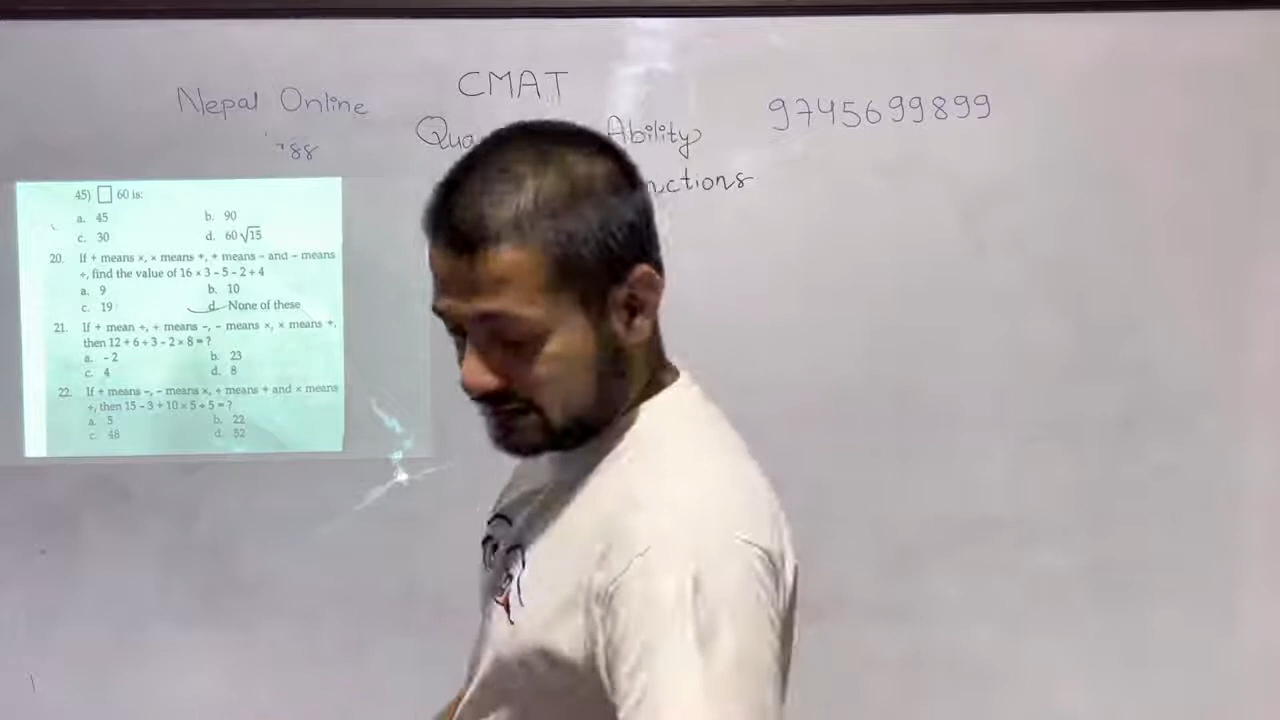 CMAT
Nepal Online
Ability
9745699899
45) □ 60 is:
a. 45 b. 90
c. 30 d. 60√15
20. If + means ×, × means +, + means – and – means
÷, find the value of 16 × 3 – 5 – 2 + 4
a. 9 b. 10
c. 19 d. None of these
21. If + mean ÷, + means –, – means ×, × means +,
then 12 + 6 ÷ 3 – 2 × 8 = ?
a. – 2 b. 23
c. 4 d. 8
22. If + means –, – means ×, + means + and × means
÷, then 15 – 3 + 10 × 5 + 5 = ?
a. 5 b. 22
c. 48 d. 52